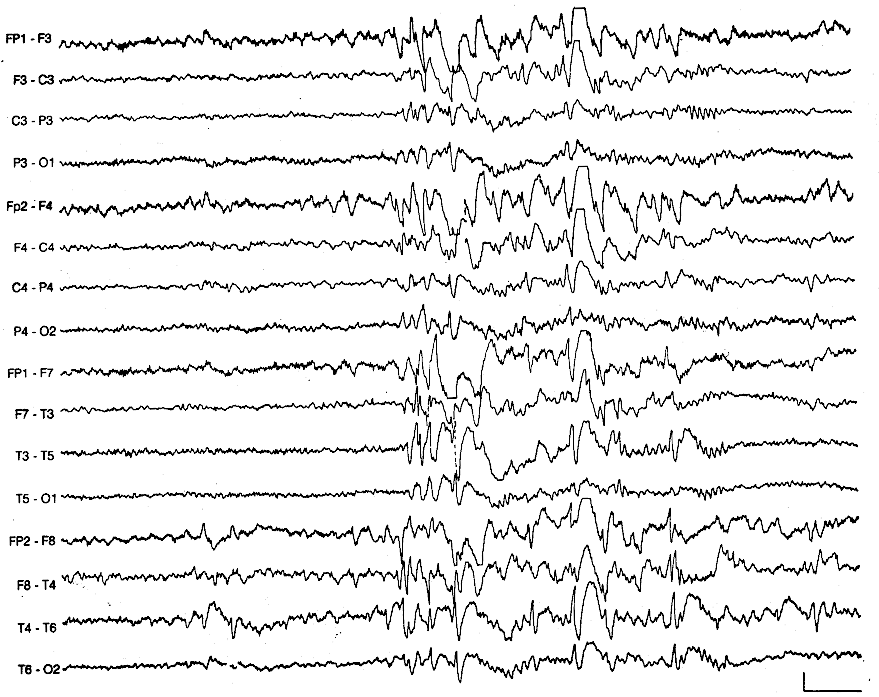 FP1 - F3
F3 - C3
C3 - P3
P3 - O1
Fp2 - F4
F4 - C4
C4 - P4
P4 - O2
FP1 - F7
F7 - T3
T3 - T5
T5 - O1
FP2 - F8
F8 - T4
T4 - T6
T6 - O2